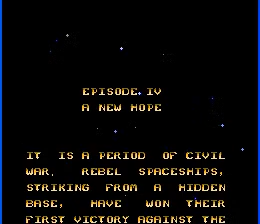 EPISODE IV
A NEW HOPE
IT IS A PERIOD OF CIVIL
WAR. REBEL SPACESHIPS,
STRIKING FROM A HIDDEN
BASE, HAVE WON THEIR
FIRST VICTORY AGAINST THE